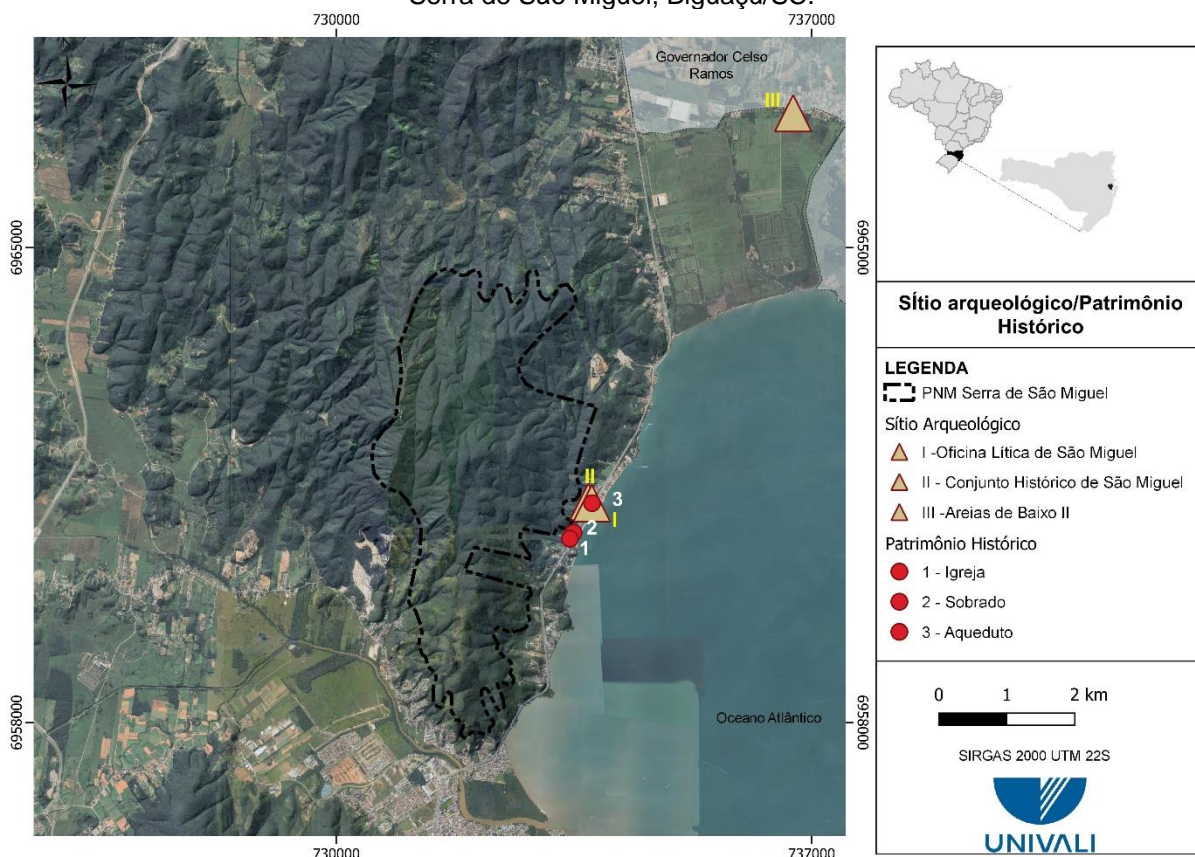 Serra de São Miguel, Biguaçu/SC.
730000
737000
Governador Celso
Ramos
III
6965000
6965000
II
3
I
2
1
6958000
6958000
Oceano Atlântico
730000
737000
SÍtio arqueológico/Patrimônio
Histórico
LEGENDA
PNM Serra de São Miguel
Sítio Arqueológico
I -Oficina Lítica de São Miguel
II - Conjunto Histórico de São Miguel
III -Areias de Baixo II
Patrimônio Histórico
1 - Igreja
2 - Sobrado
3 - Aqueduto
0 1 2 km
SIRGAS 2000 UTM 22S
UNIVALI